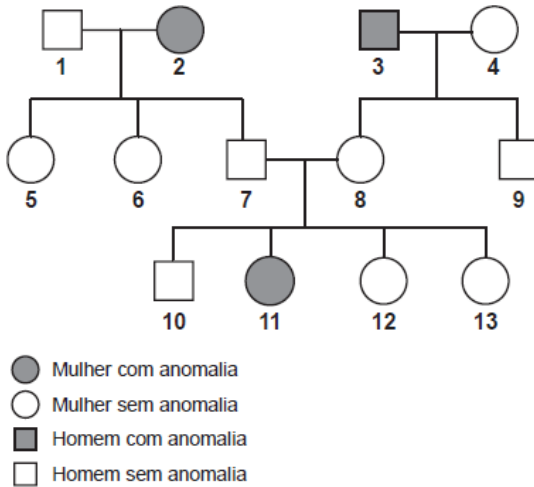 1 2 3 4
5 6 7 8 9
10 11 12 13
Mulher com anomalia
Mulher sem anomalia
Homem com anomalia
Homem sem anomalia